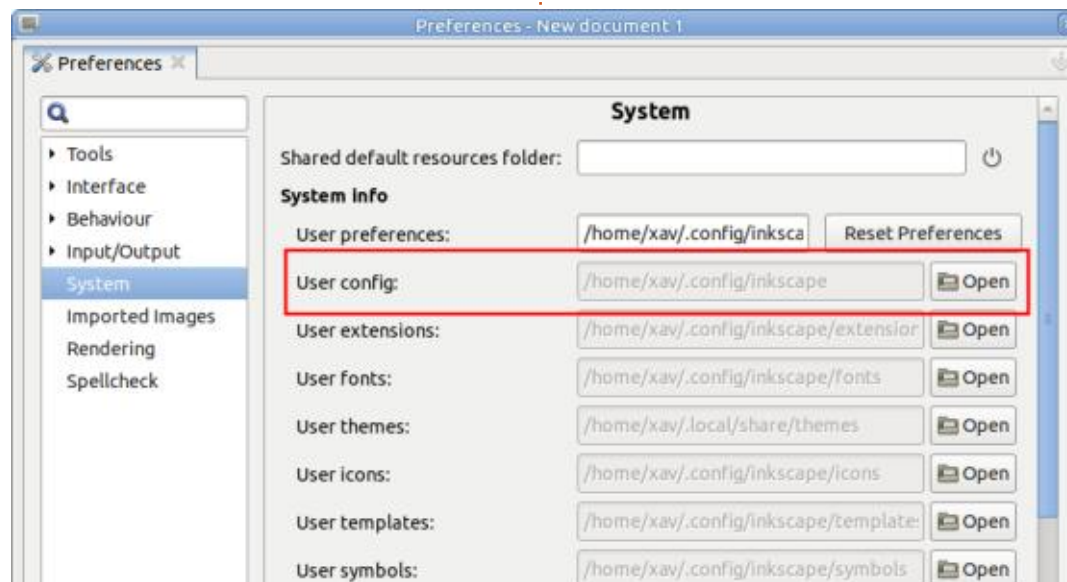 Preferences - New document 1
Preferences
System
Tools
Interface
Behaviour
Input/Output
System
Imported Images
Rendering
Spellcheck
Shared default resources folder:
System info
User preferences: /home/xav/.config/inksca Reset Preferences
User config: /home/xav/.config/inkscape Open
User extensions: /home/xav/.config/inkscape/extension Open
User fonts: /home/xav/.config/inkscape/fonts Open
User themes: /home/xav/.local/share/themes Open
User icons: /home/xav/.config/inkscape/icons Open
User templates: /home/xav/.config/inkscape/template Open
User symbols: /home/xav/.config/inkscape/symbols Open